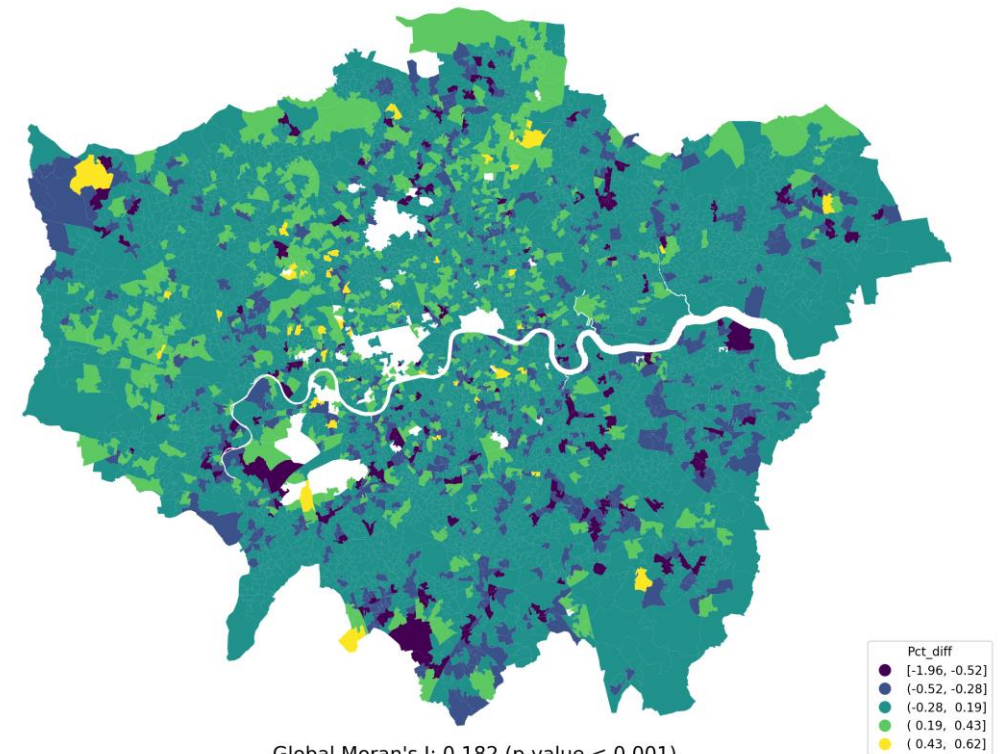 Pct_diff
[-1.96, -0.52]
(-0.52, -0.28]
(-0.28, 0.19]
( 0.19, 0.43]
( 0.43, 0.62]
Global Moran's I: 0.182 (p-value < 0.001)